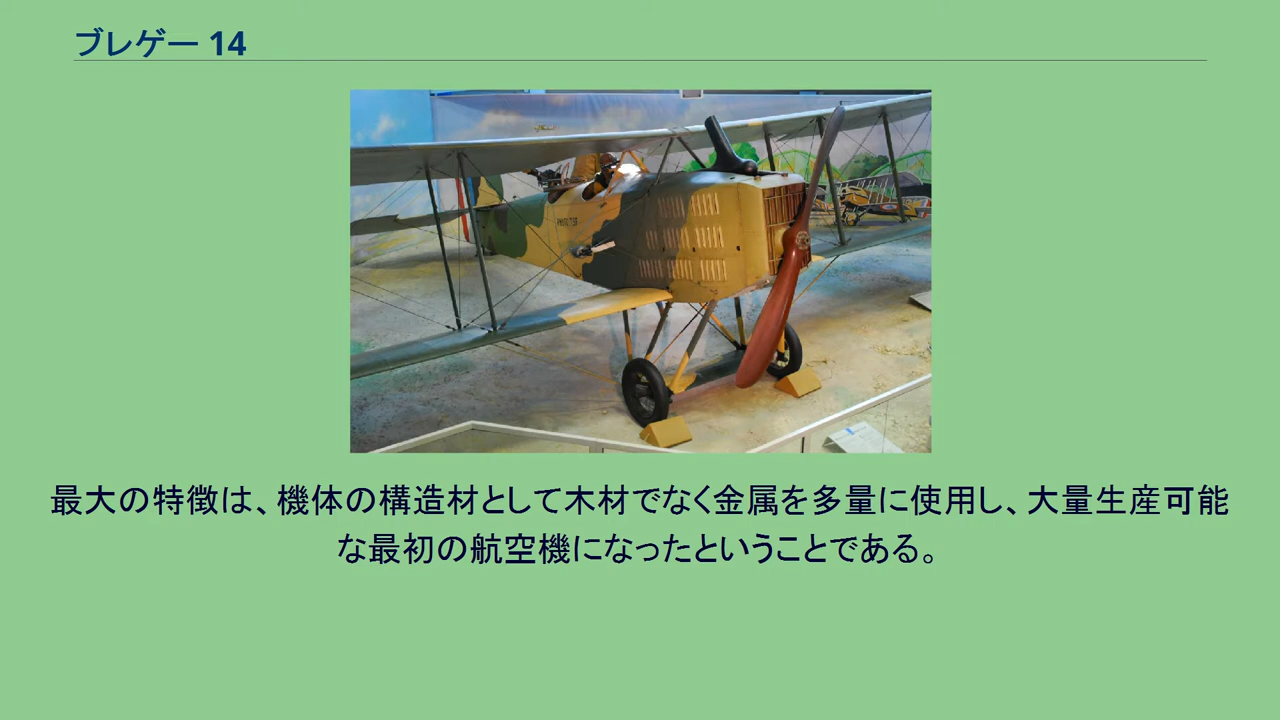 ブレゲー 14
最大の特徴は、機体の構造材として木材でなく金属を多量に使用し、大量生産可能
な最初の航空機になったということである。